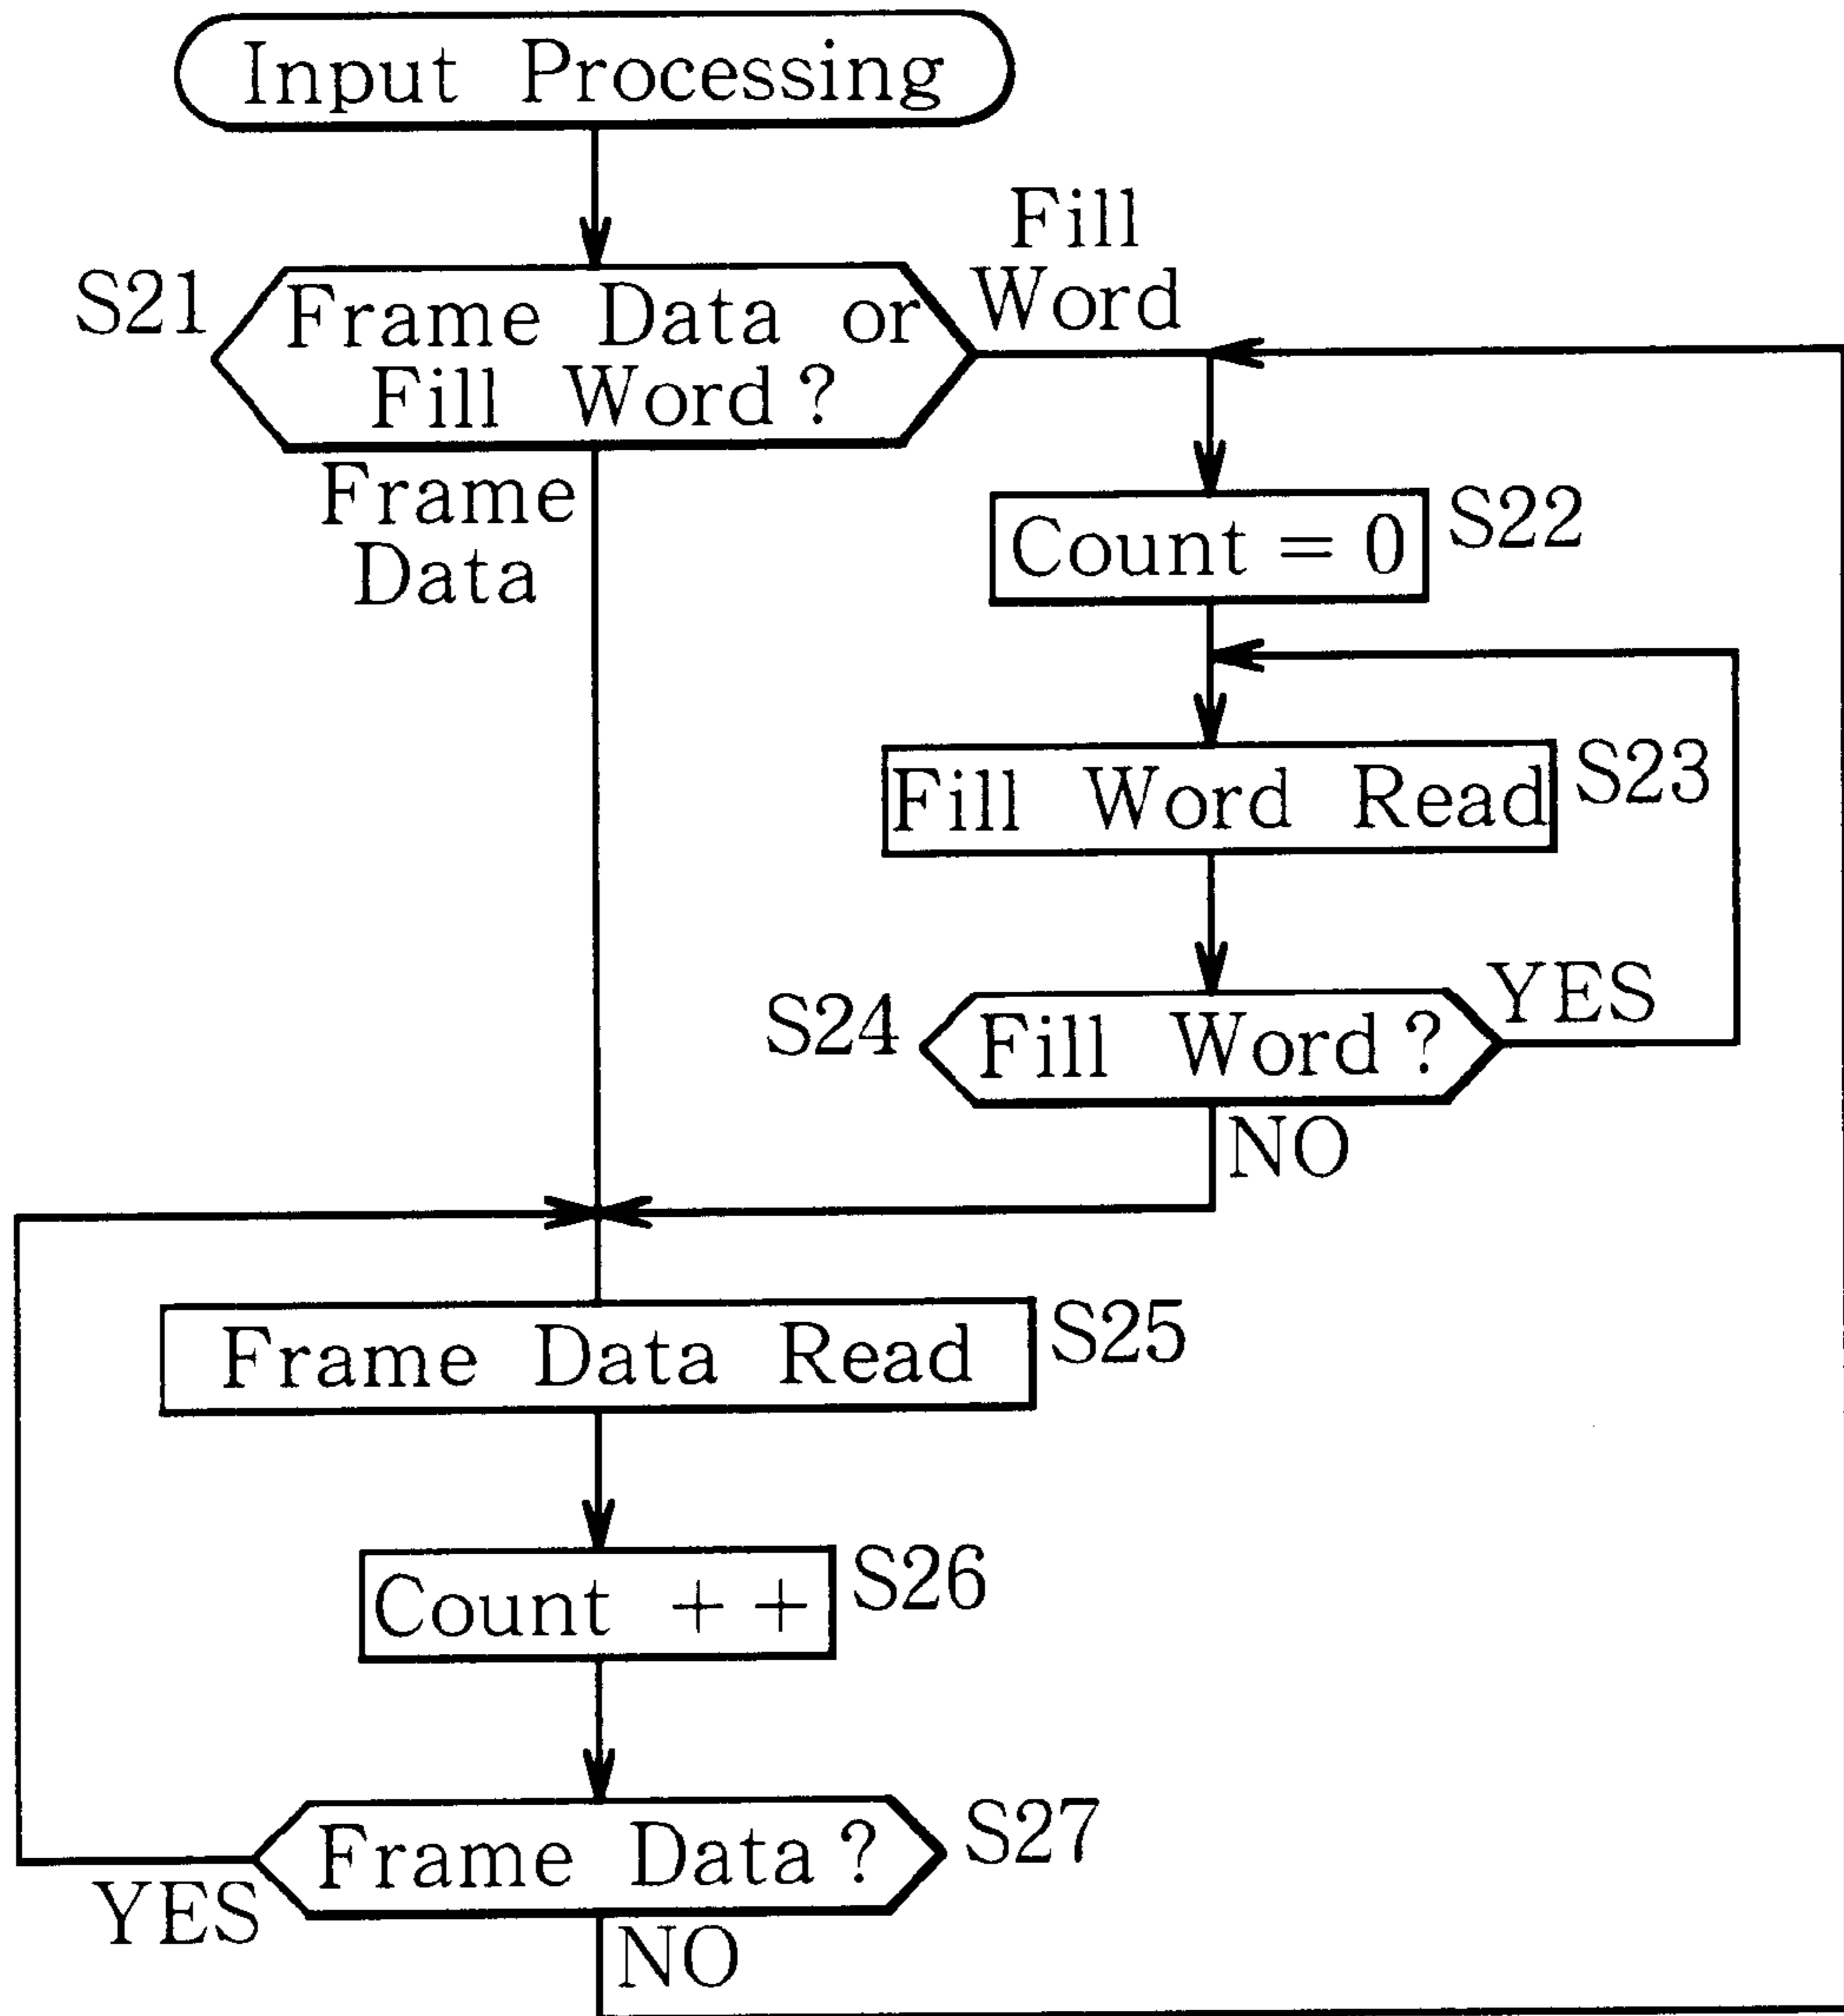 Input Processing
Fill
Word
S21
Frame Data or
Fill Word ?
Frame
Data
Count = 0
S22
Fill Word Read
S23
S24
Fill Word ?
YES
NO
Frame Data Read
S25
Count + +
S26
Frame Data ?
S27
YES
NO